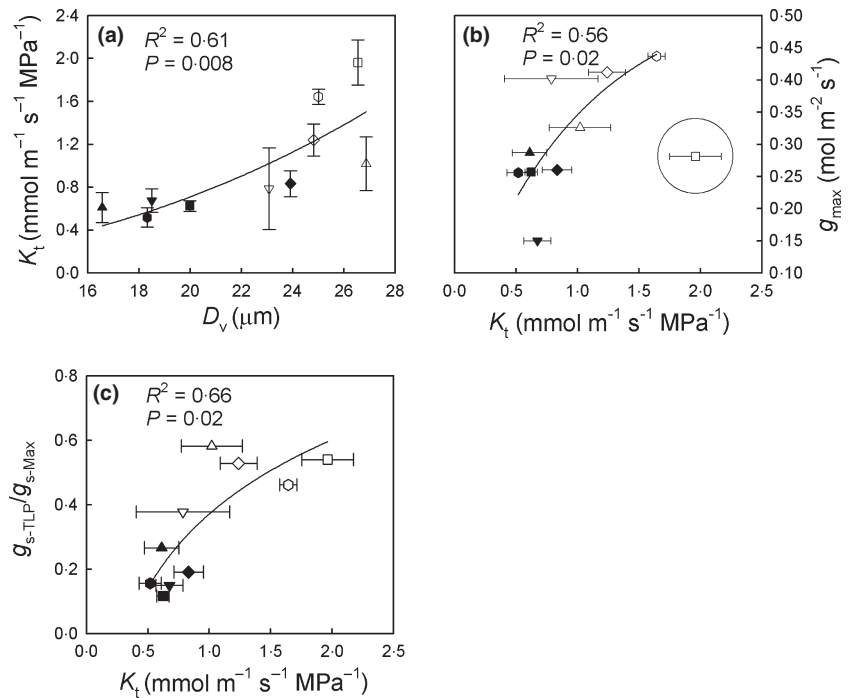 (a)
R² = 0·61
P = 0·008
2·4
2·0
1·6
1·2
0·8
0·4
0·0
Kt (mmol m⁻¹ s⁻¹ MPa⁻¹)
16 18 20 22 24 26 28
Dv (μm)
(b)
R² = 0·56
P = 0·02
0·50
0·45
0·40
0·35
0·30
0·25
0·20
0·15
0·10
gmax (mol m⁻² s⁻¹)
0·0 0·5 1·0 1·5 2·0 2·5
Kt (mmol m⁻¹ s⁻¹ MPa⁻¹)
(c)
R² = 0·66
P = 0·02
0·8
0·6
0·4
0·2
0·0
gs-TLP/gs-Max
0·0 0·5 1·0 1·5 2·0 2·5
Kt (mmol m⁻¹ s⁻¹ MPa⁻¹)